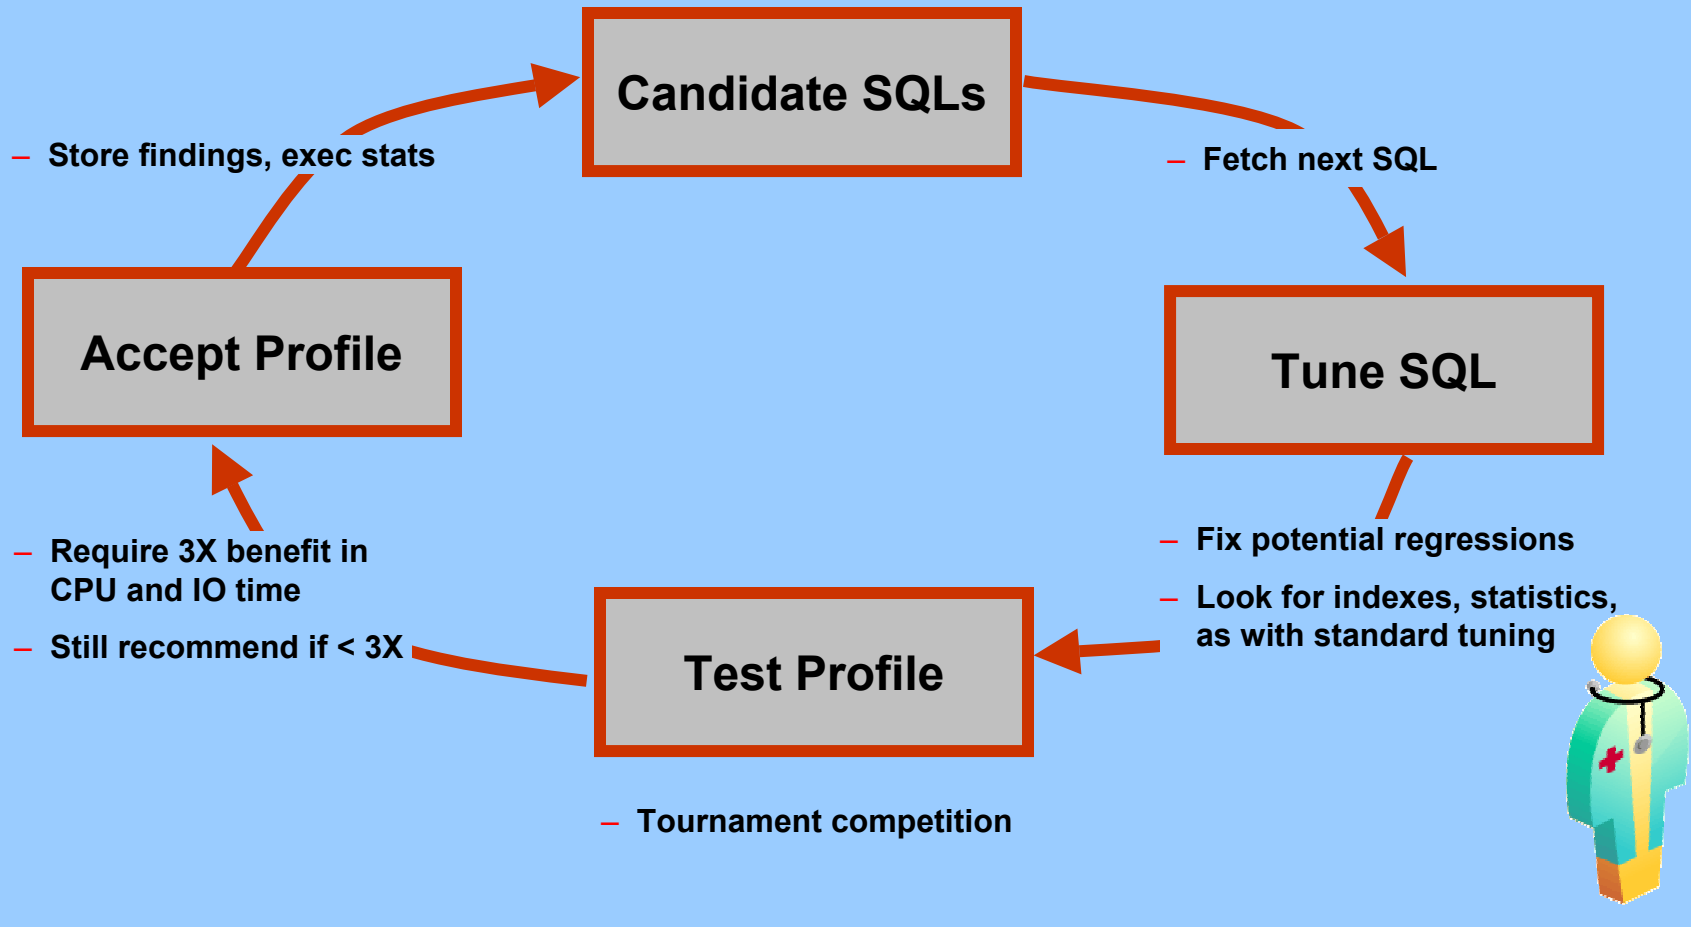 Candidate SQLs
– Store findings, exec stats
– Fetch next SQL
Accept Profile
Tune SQL
– Require 3X benefit in
CPU and IO time
– Still recommend if < 3X
– Fix potential regressions
– Look for indexes, statistics,
as with standard tuning
Test Profile
– Tournament competition